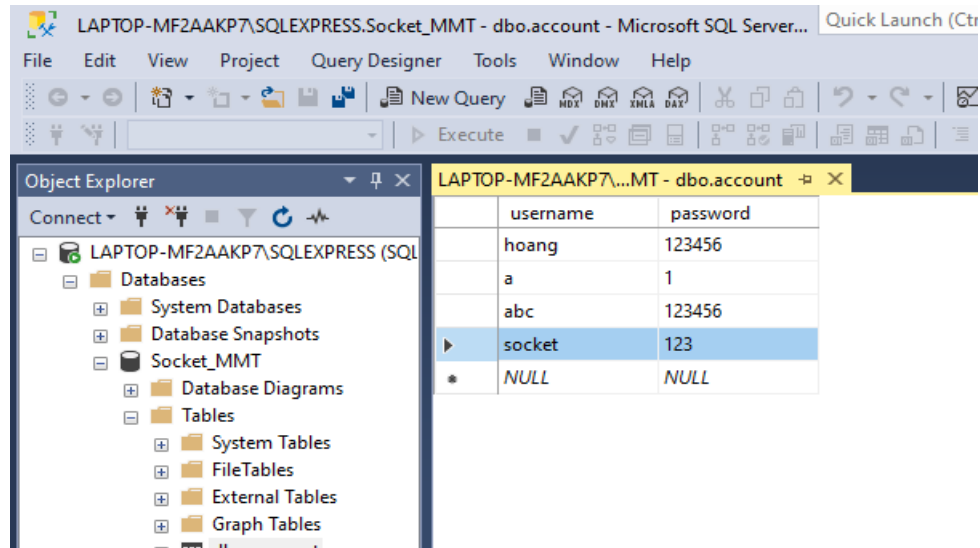 LAPTOP-MF2AAKP7\SQLEXPRESS.Socket_MMT - dbo.account - Microsoft SQL Server...
Quick Launch (Ctr
File Edit View Project Query Designer Tools Window Help
New Query MDX DMX XMLA DAX
Execute
Object Explorer
Connect
LAPTOP-MF2AAKP7\SQLEXPRESS (SQL
Databases
System Databases
Database Snapshots
Socket_MMT
Database Diagrams
Tables
System Tables
FileTables
External Tables
Graph Tables
LAPTOP-MF2AAKP7\...MT - dbo.account
username password
hoang 123456
a 1
abc 123456
socket 123
NULL NULL